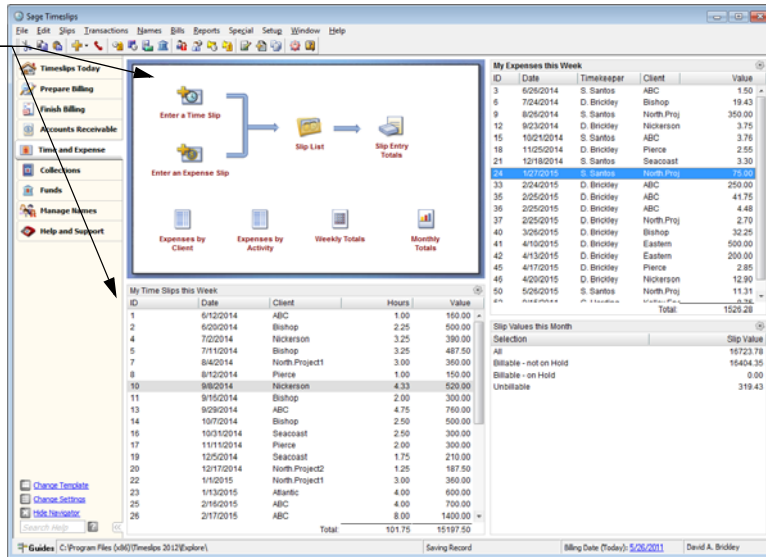 Sage Timeslips
File Edit Slips Transactions Names Bills Reports Special Setup Window Help
Timeslips Today
Prepare Billing
Finish Billing
Accounts Receivable
Time and Expense
Collections
Funds
Manage Names
Help and Support
Change Template
Change Settings
Hide Navigator
Search Help
Enter a Time Slip
Enter an Expense Slip
Slip List
Slip Entry
Totals
Expenses by
Client
Expenses by
Activity
Weekly Totals
Monthly
Totals
My Time Slips this Week
ID Date Client Hours Value
1 6/12/2014 ABC 1.00 160.00
2 6/20/2014 Bishop 2.25 500.00
4 7/2/2014 Nickerson 3.25 390.00
5 7/11/2014 Bishop 3.25 487.50
7 8/4/2014 North.Project1 3.00 360.00
8 8/12/2014 Pierce 1.00 150.00
10 9/8/2014 Nickerson 4.33 520.00
11 9/15/2014 Bishop 2.00 300.00
13 9/29/2014 ABC 4.75 760.00
14 10/7/2014 Bishop 2.50 500.00
16 10/31/2014 Seacoast 2.50 300.00
17 11/11/2014 Pierce 2.00 300.00
19 12/5/2014 Seacoast 1.75 210.00
20 12/17/2014 North.Project2 1.25 187.50
22 1/1/2015 North.Project1 3.00 360.00
23 1/13/2015 Atlantic 4.00 600.00
25 2/16/2015 ABC 4.00 700.00
26 2/17/2015 ABC 8.00 1400.00
Total: 101.75 15197.50
My Expenses this Week
ID Date Timekeeper Client Value
3 6/26/2014 S. Santos ABC 1.50
6 7/24/2014 D. Brickley Bishop 19.43
9 8/26/2014 S. Santos North.Proj 350.00
12 9/23/2014 D. Brickley Nickerson 3.75
15 10/21/2014 S. Santos ABC 3.76
18 11/25/2014 D. Brickley Pierce 2.55
21 12/18/2014 S. Santos Seacoast 3.30
24 1/27/2015 S. Santos North.Proj 75.00
33 2/24/2015 D. Brickley ABC 250.00
35 2/25/2015 D. Brickley ABC 41.75
36 2/25/2015 D. Brickley ABC 4.48
37 2/25/2015 D. Brickley North.Proj 2.70
40 3/26/2015 D. Brickley Bishop 32.25
41 4/10/2015 D. Brickley Eastern 500.00
42 4/13/2015 D. Brickley Eastern 200.00
45 4/17/2015 D. Brickley Pierce 2.85
46 4/20/2015 D. Brickley Nickerson 12.90
50 5/26/2015 S. Santos North.Proj 11.31
Total: 1526.28
Slip Values this Month
Selection Slip Value
All 16723.78
Billable - not on Hold 16404.35
Billable - on Hold 0.00
Unbillable 319.43
Guides C:\Program Files (x86)\Timeslips 2012\Explore\ Saving Record Billing Date (Today): 5/26/2011 David A. Brickley